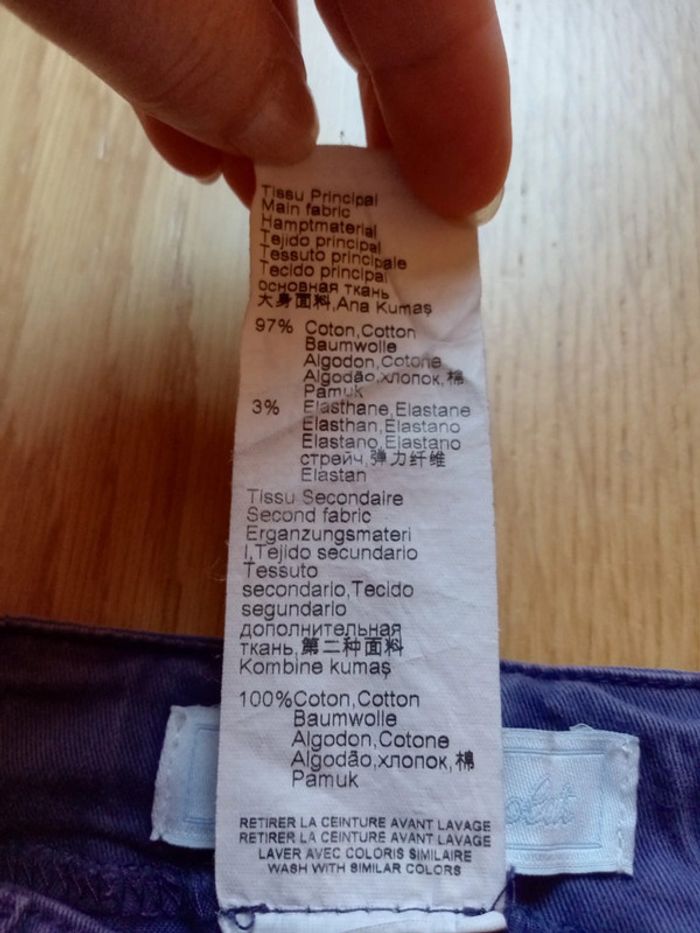 Tissu Principal
Main fabric
Hamptmaterial
Tejido principal
Tessuto principale
Tecido principal
основная ткань
大身面料,Ana Kumaş
97% Coton,Cotton
Baumwolle
Algodon,Cotone
Algodão,хлопок,棉
Pamuk
3% Elasthane,Elastane
Elasthan,Elastano
Elastano,Elastano
стрейч,弹力纤维
Elastan
Tissu Secondaire
Second fabric
Erganzungsmateri
l,Tejido secundario
Tessuto
secondario,Tecido
segundario
дополнительная
ткань,第二种面料
Kombine kumaş
100%Coton,Cotton
Baumwolle
Algodon,Cotone
Algodão,хлопок,棉
Pamuk
RETIRER LA CEINTURE AVANT LAVAGE
RETIRER LA CEINTURE AVANT LAVAGE
LAVER AVEC COLORIS SIMILAIRE
WASH WITH SIMILAR COLORS